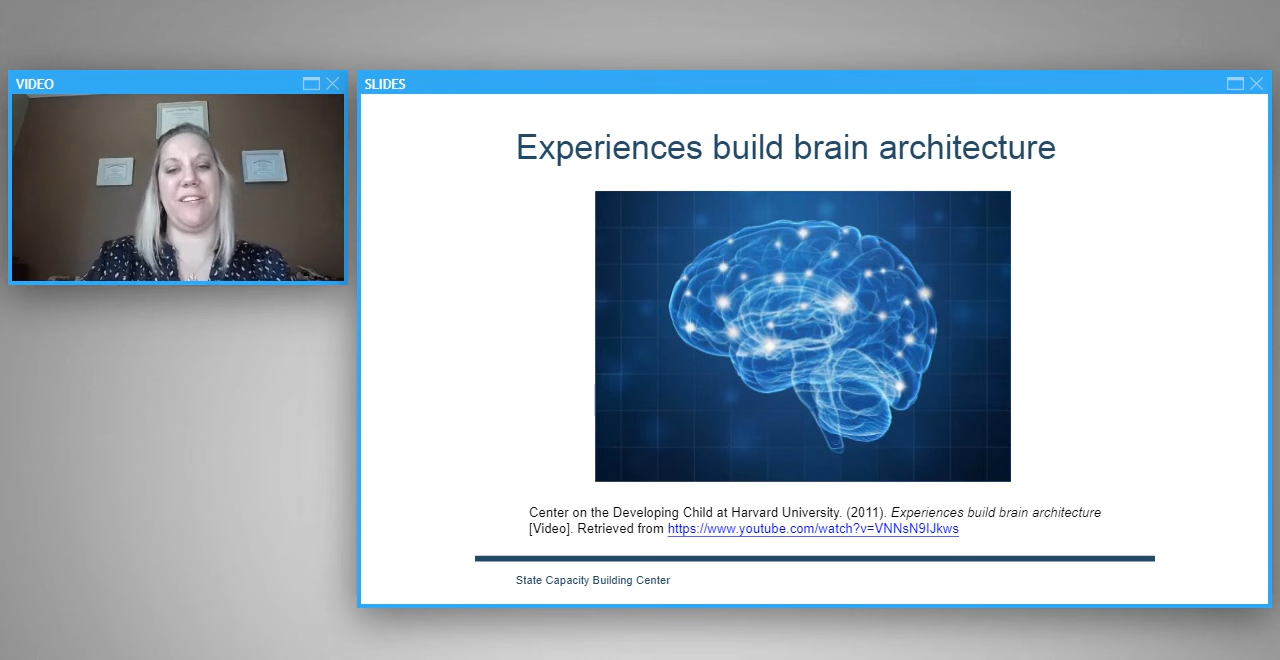 VIDEO
SLIDES
Experiences build brain architecture
Center on the Developing Child at Harvard University. (2011). Experiences build brain architecture
[Video]. Retrieved from https://www.youtube.com/watch?v=VNNsN9IJkws
State Capacity Building Center